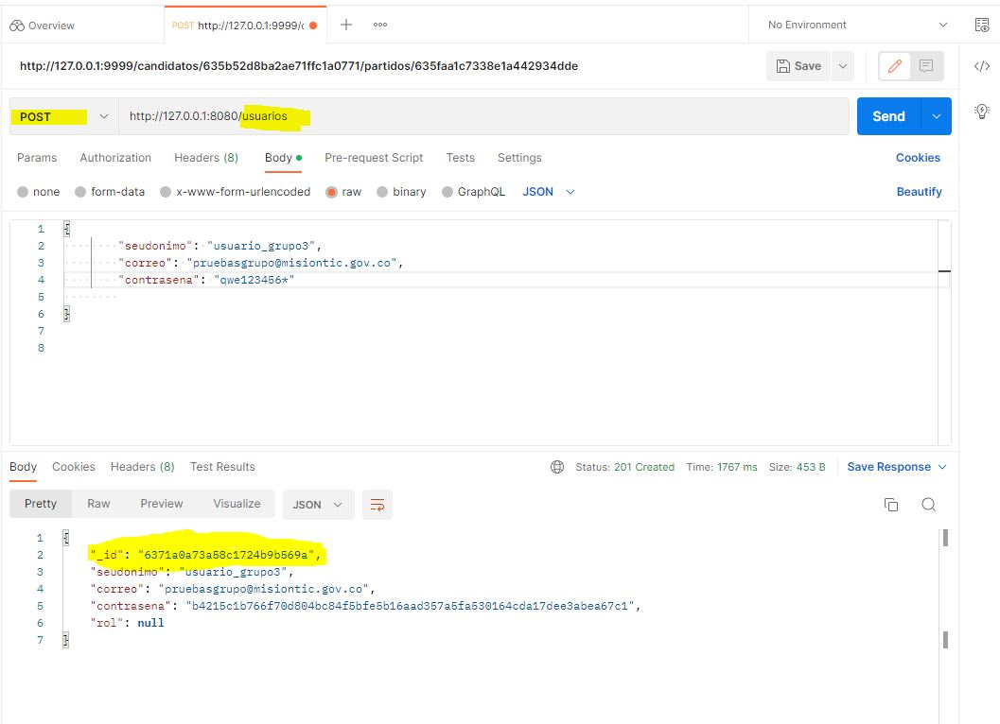 Overview
POST http://127.0.0.1:9999/c
No Environment
http://127.0.0.1:9999/candidatos/635b52d8ba2ae71ffc1a0771/partidos/635faa1c7338e1a442934dde
Save
POST
http://127.0.0.1:8080/usuarios
Send
Params Authorization Headers (8) Body Pre-request Script Tests Settings Cookies
none form-data x-www-form-urlencoded raw binary GraphQL JSON Beautify
1 {
2 "seudonimo": "usuario_grupo3",
3 "correo": "pruebasgrupo@misiontic.gov.co",
4 "contrasena": "qwe123456*"
5
6 }
7
8
Body Cookies Headers (8) Test Results Status: 201 Created Time: 1767 ms Size: 453 B Save Response
Pretty Raw Preview Visualize JSON
1 {
2 "_id": "6371a0a73a58c1724b9b569a",
3 "seudonimo": "usuario_grupo3",
4 "correo": "pruebasgrupo@misiontic.gov.co",
5 "contrasena": "b4215c1b766f70d804bc84f5bfe5b16aad357a5fa530164cda17dee3abea67c1",
6 "rol": null
7 }